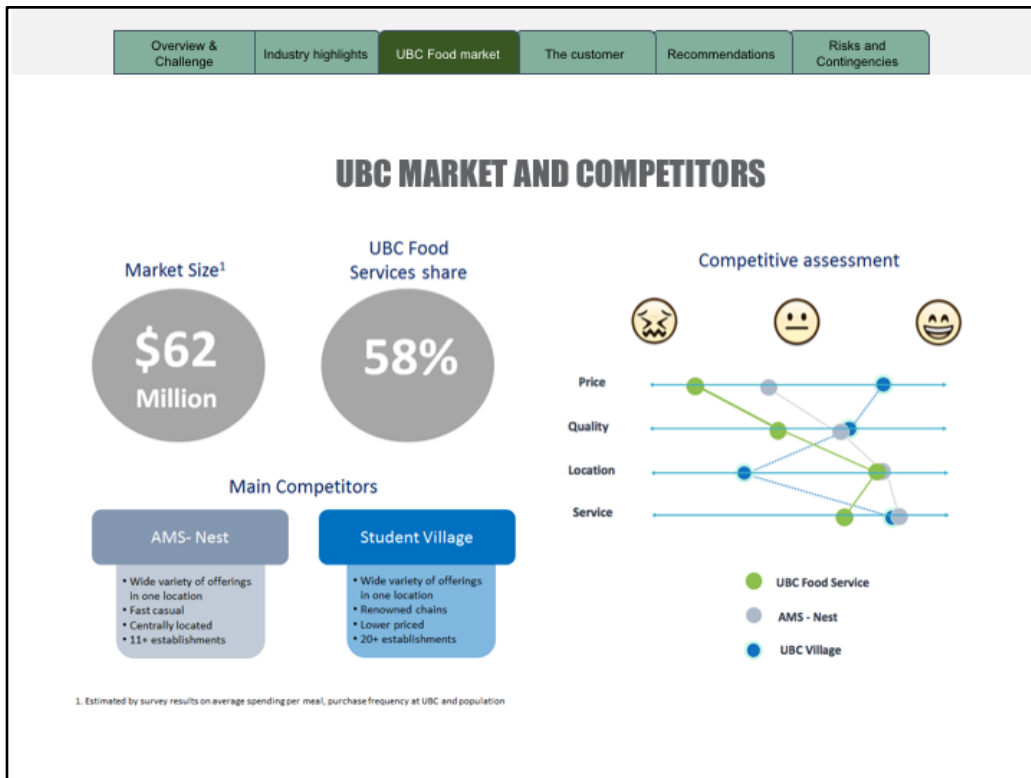 Overview &
Challenge
Industry highlights
UBC Food market
The customer
Recommendations
Risks and
Contingencies
UBC MARKET AND COMPETITORS
Market Size1
$62
Million
UBC Food
Services share
58%
Main Competitors
AMS- Nest
• Wide variety of offerings
in one location
• Fast casual
• Centrally located
• 11+ establishments
Student Village
• Wide variety of offerings
in one location
• Renowned chains
• Lower priced
• 20+ establishments
Competitive assessment
Price
Quality
Location
Service
UBC Food Service
AMS - Nest
UBC Village
1. Estimated by survey results on average spending per meal, purchase frequency at UBC and population